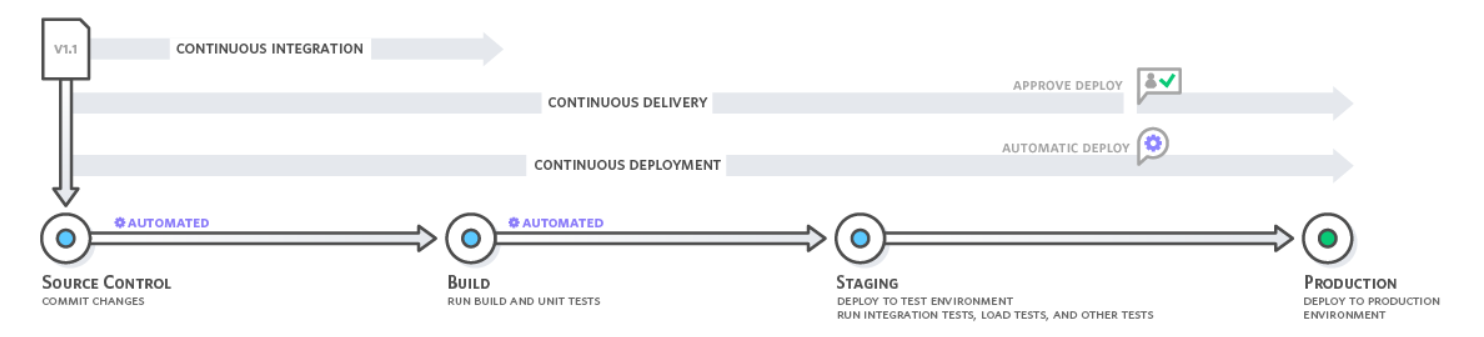 V1.1
CONTINUOUS INTEGRATION
APPROVE DEPLOY
CONTINUOUS DELIVERY
AUTOMATIC DEPLOY
CONTINUOUS DEPLOYMENT
AUTOMATED
AUTOMATED
SOURCE CONTROL
COMMIT CHANGES
BUILD
RUN BUILD AND UNIT TESTS
STAGING
DEPLOY TO TEST ENVIRONMENT
RUN INTEGRATION TESTS, LOAD TESTS, AND OTHER TESTS
PRODUCTION
DEPLOY TO PRODUCTION
ENVIRONMENT